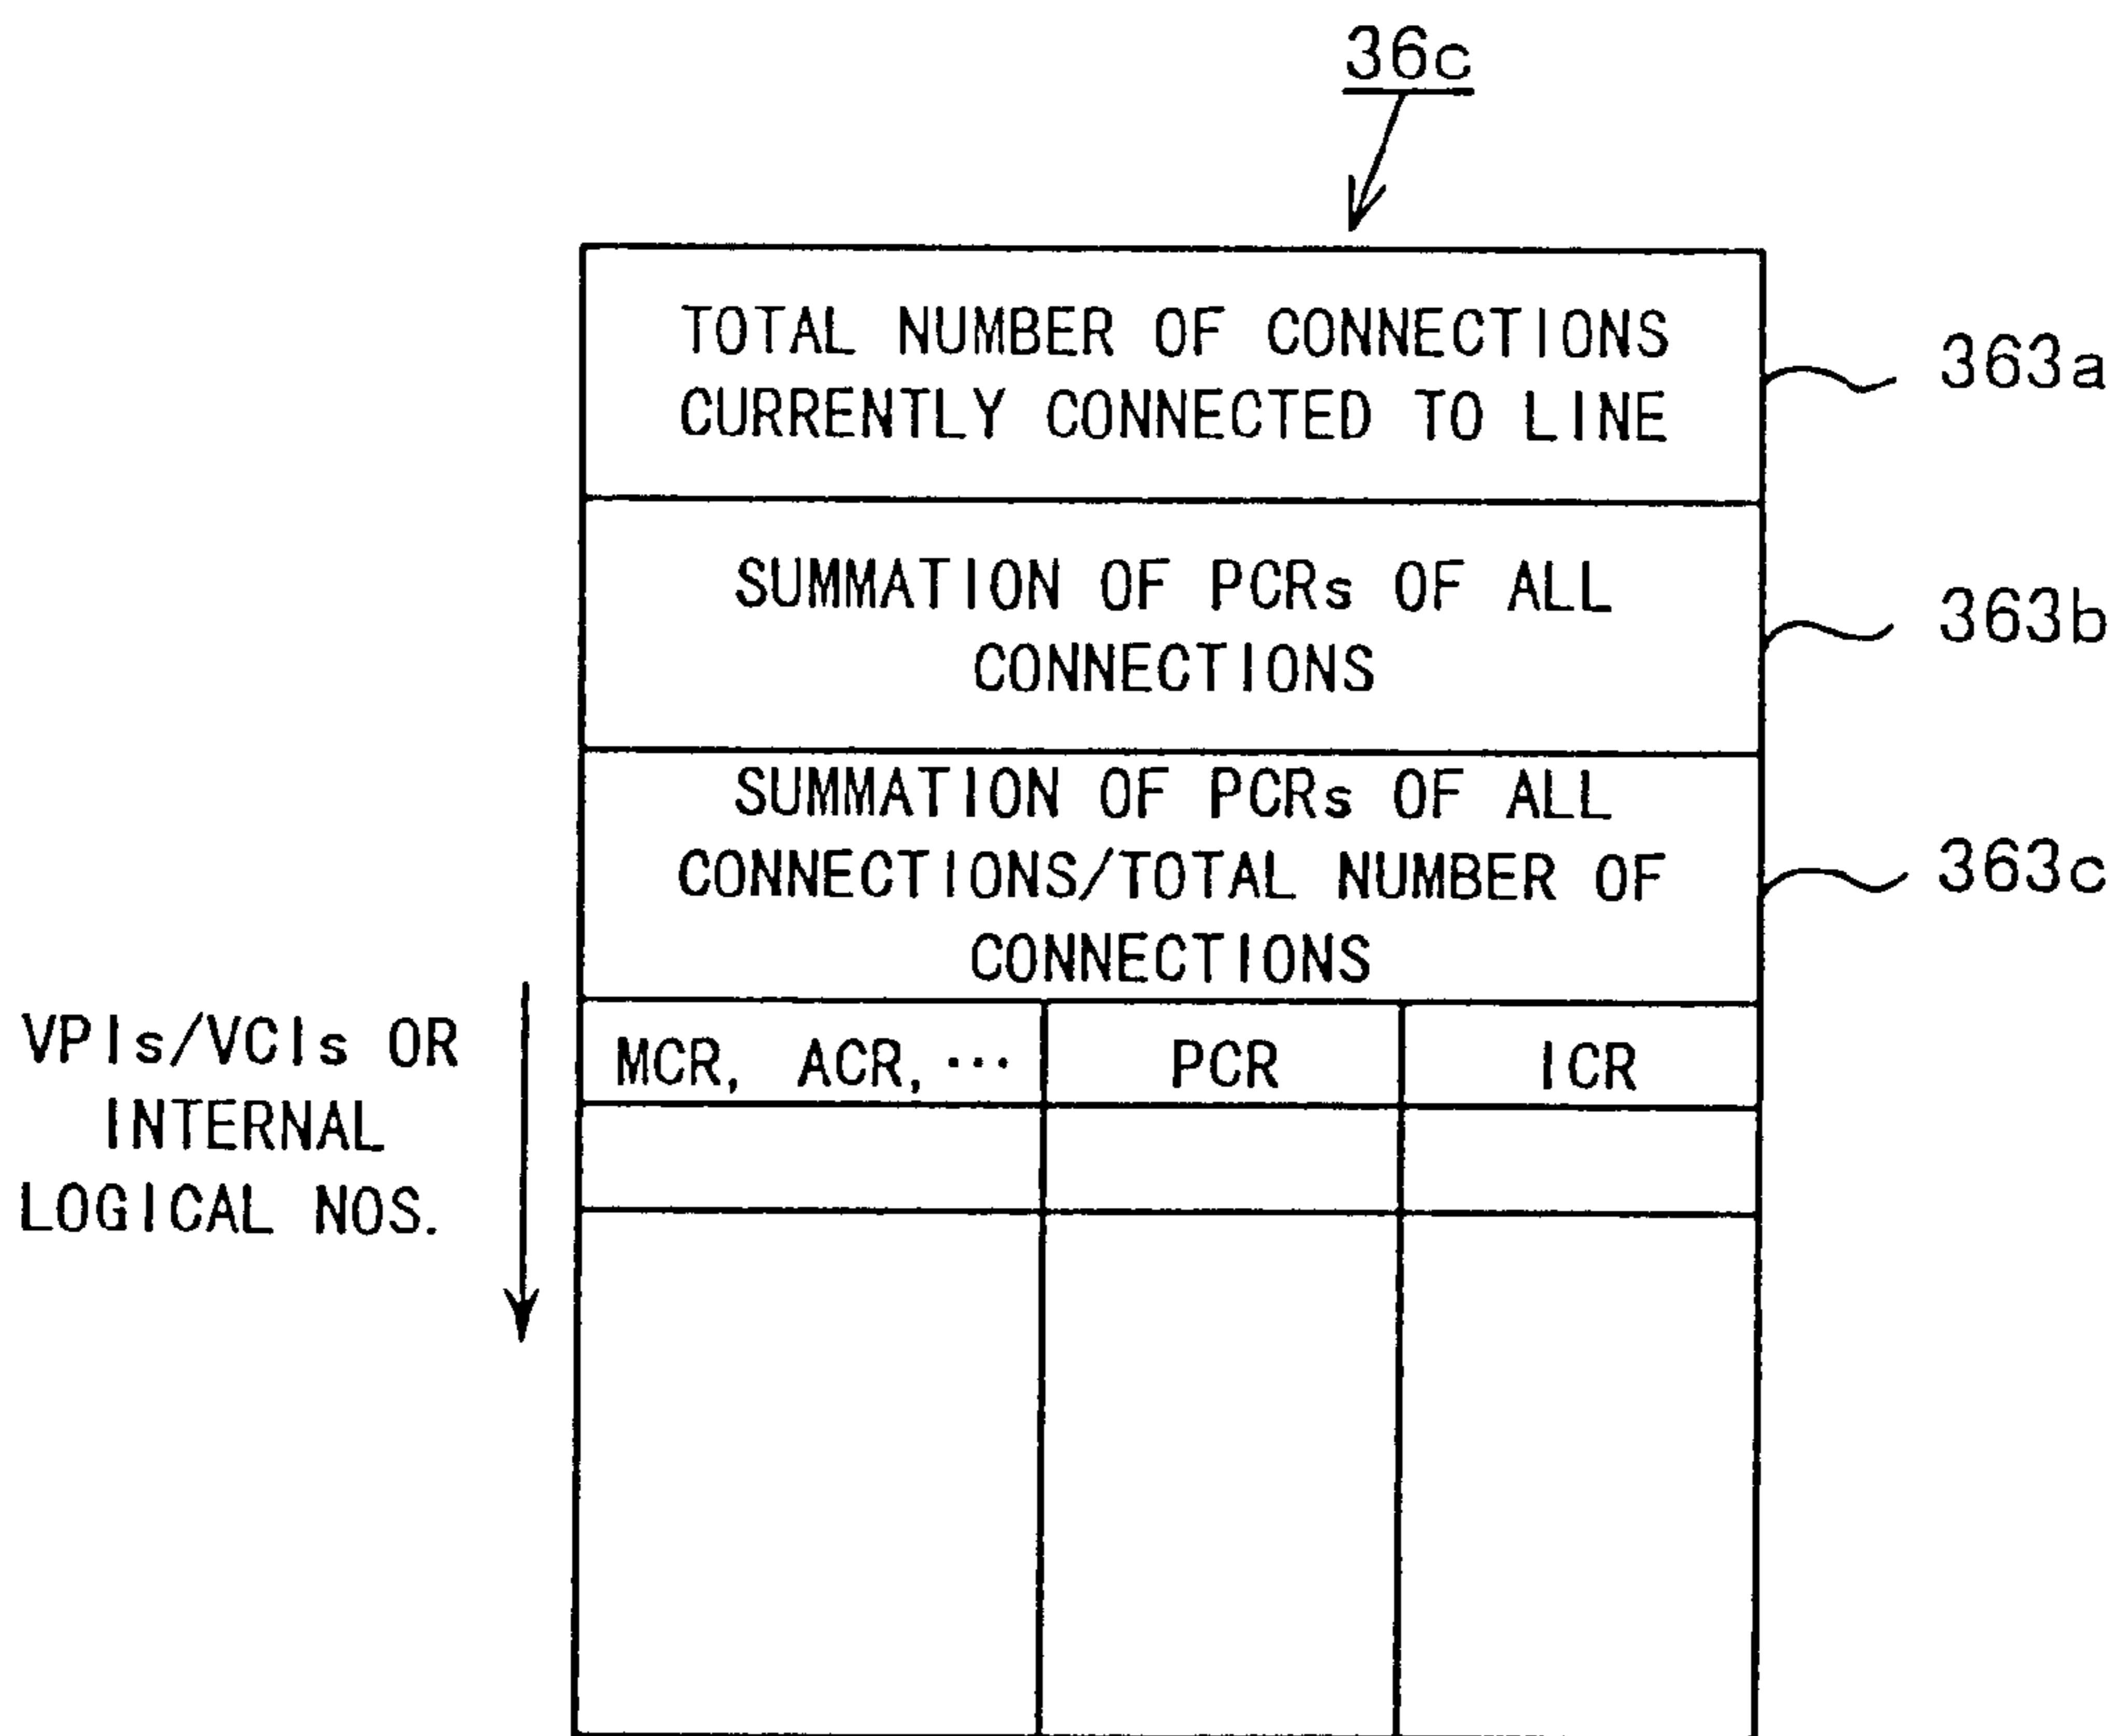 36c
TOTAL NUMBER OF CONNECTIONS
CURRENTLY CONNECTED TO LINE
363a
SUMMATION OF PCRs OF ALL
CONNECTIONS
363b
SUMMATION OF PCRs OF ALL
CONNECTIONS/TOTAL NUMBER OF
CONNECTIONS
363c
VPIs/VCIs OR
INTERNAL
LOGICAL NOS.
MCR, ACR, ··· PCR ICR